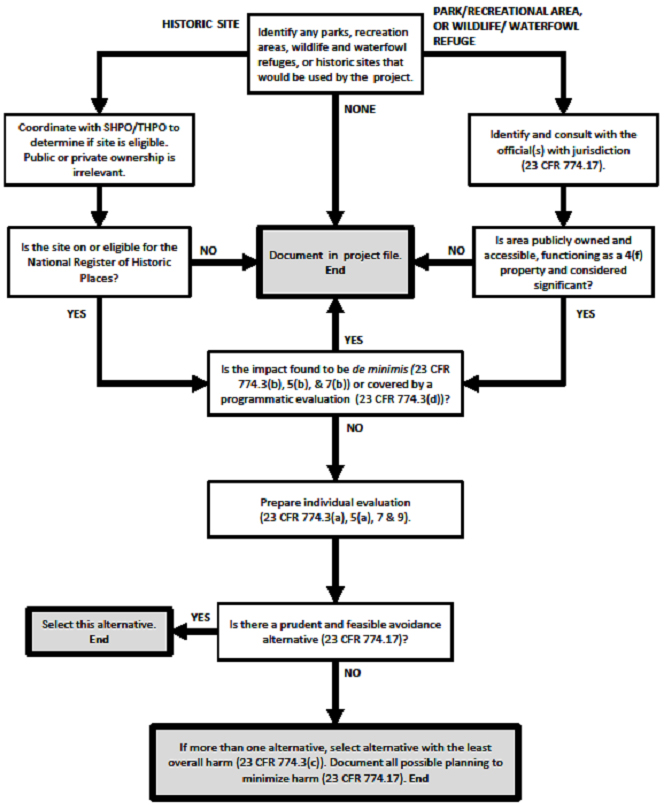 HISTORIC SITE
PARK/RECREATIONAL AREA,
OR WILDLIFE/ WATERFOWL
REFUGE
Identify any parks, recreation
areas, wildlife and waterfowl
refuges, or historic sites that
would be used by the project.
NONE
Coordinate with SHPO/THPO to
determine if site is eligible.
Public or private ownership is
irrelevant.
Identify and consult with the
official(s) with jurisdiction
(23 CFR 774.17).
Is the site on or eligible for the
National Register of Historic
Places?
NO
Document in project file.
End
NO
Is area publicly owned and
accessible, functioning as a 4(f)
property and considered
significant?
YES
YES
YES
Is the impact found to be de minimis (23 CFR
774.3(b), 5(b), & 7(b)) or covered by a
programmatic evaluation (23 CFR 774.3(d))?
NO
Prepare individual evaluation
(23 CFR 774.3(a), 5(a), 7 & 9).
Select this alternative.
End
YES
Is there a prudent and feasible avoidance
alternative (23 CFR 774.17)?
NO
If more than one alternative, select alternative with the least
overall harm (23 CFR 774.3(c)). Document all possible planning to
minimize harm (23 CFR 774.17). End